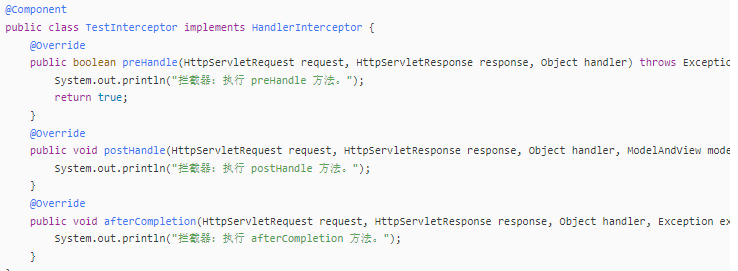 @Component
public class TestInterceptor implements HandlerInterceptor {
@Override
public boolean preHandle(HttpServletRequest request, HttpServletResponse response, Object handler) throws Exceptio
System.out.println("拦截器：执行 preHandle 方法。");
return true;
}
@Override
public void postHandle(HttpServletRequest request, HttpServletResponse response, Object handler, ModelAndView mode
System.out.println("拦截器：执行 postHandle 方法。");
}
@Override
public void afterCompletion(HttpServletRequest request, HttpServletResponse response, Object handler, Exception ex
System.out.println("拦截器：执行 afterCompletion 方法。");
}